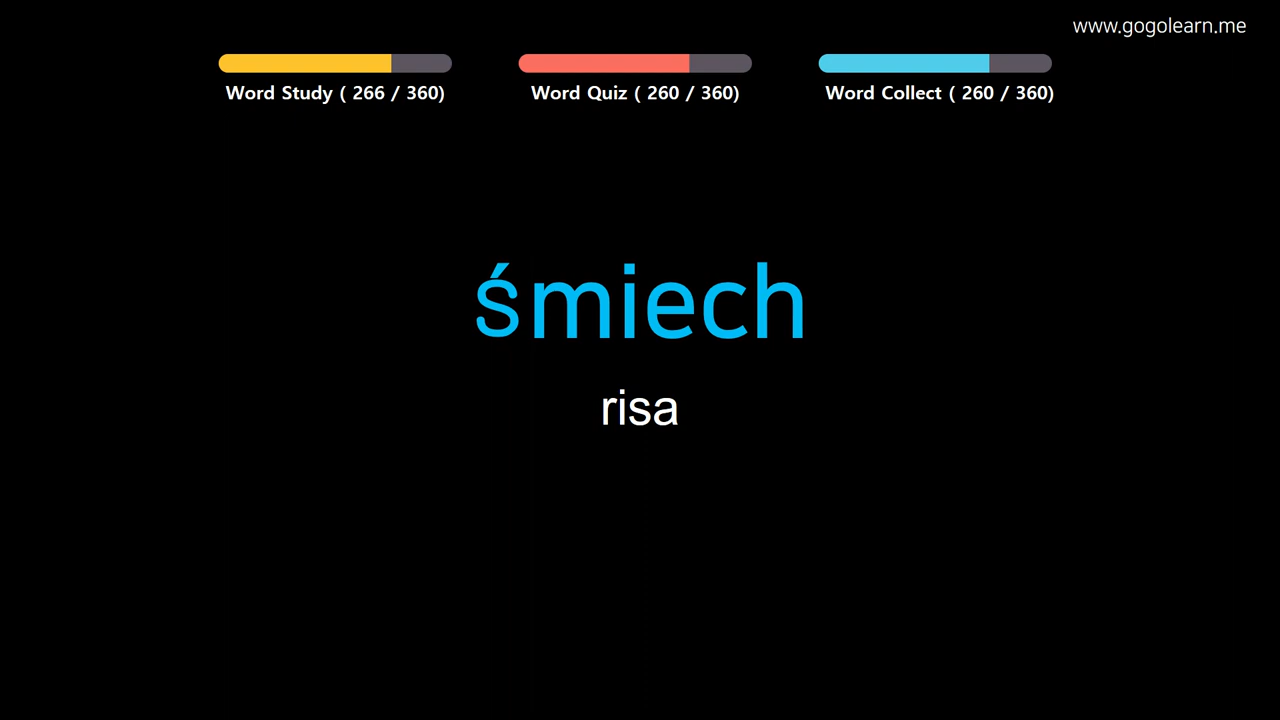 www.gogolearn.me
Word Study ( 266 / 360)
Word Quiz ( 260 / 360)
Word Collect ( 260 / 360)
śmiech
risa